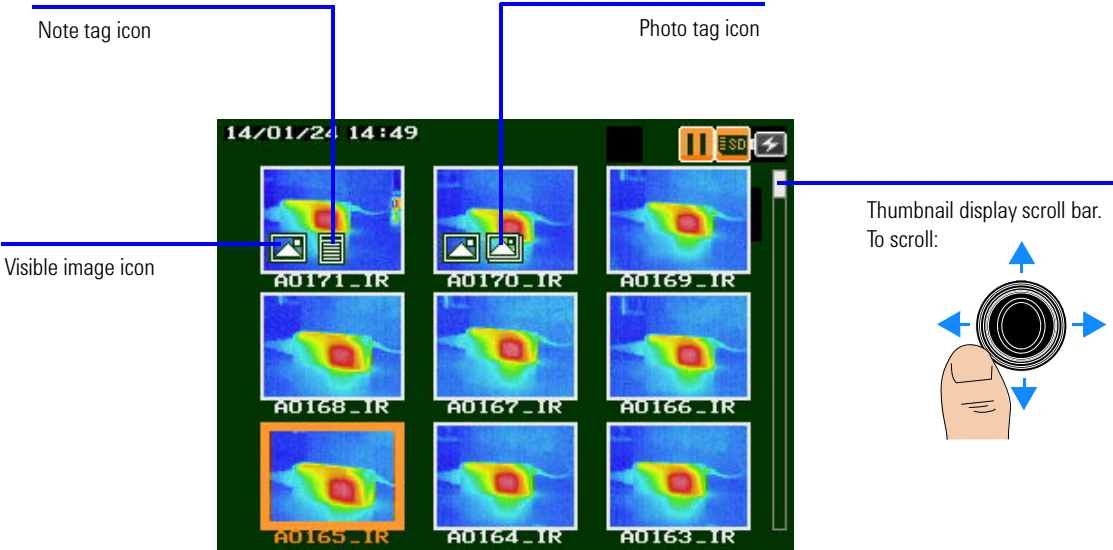 Note tag icon
Photo tag icon
14/01/24 14:49
SD
Thumbnail display scroll bar.
To scroll:
Visible image icon
A0171_IR
A0170_IR
A0169_IR
A0168_IR
A0167_IR
A0166_IR
A0165_IR
A0164_IR
A0163_IR